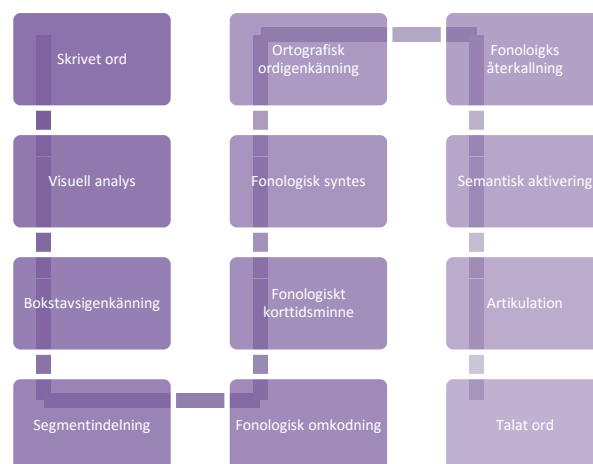 Skrivet ord
Visuell analys
Bokstavsigenkänning
Segmentindelning
Fonologisk omkodning
Fonologiskt
korttidsminne
Fonologisk syntes
Ortografisk
ordigenkänning
Fonoloigks
återkallning
Semantisk aktivering
Artikulation
Talat ord